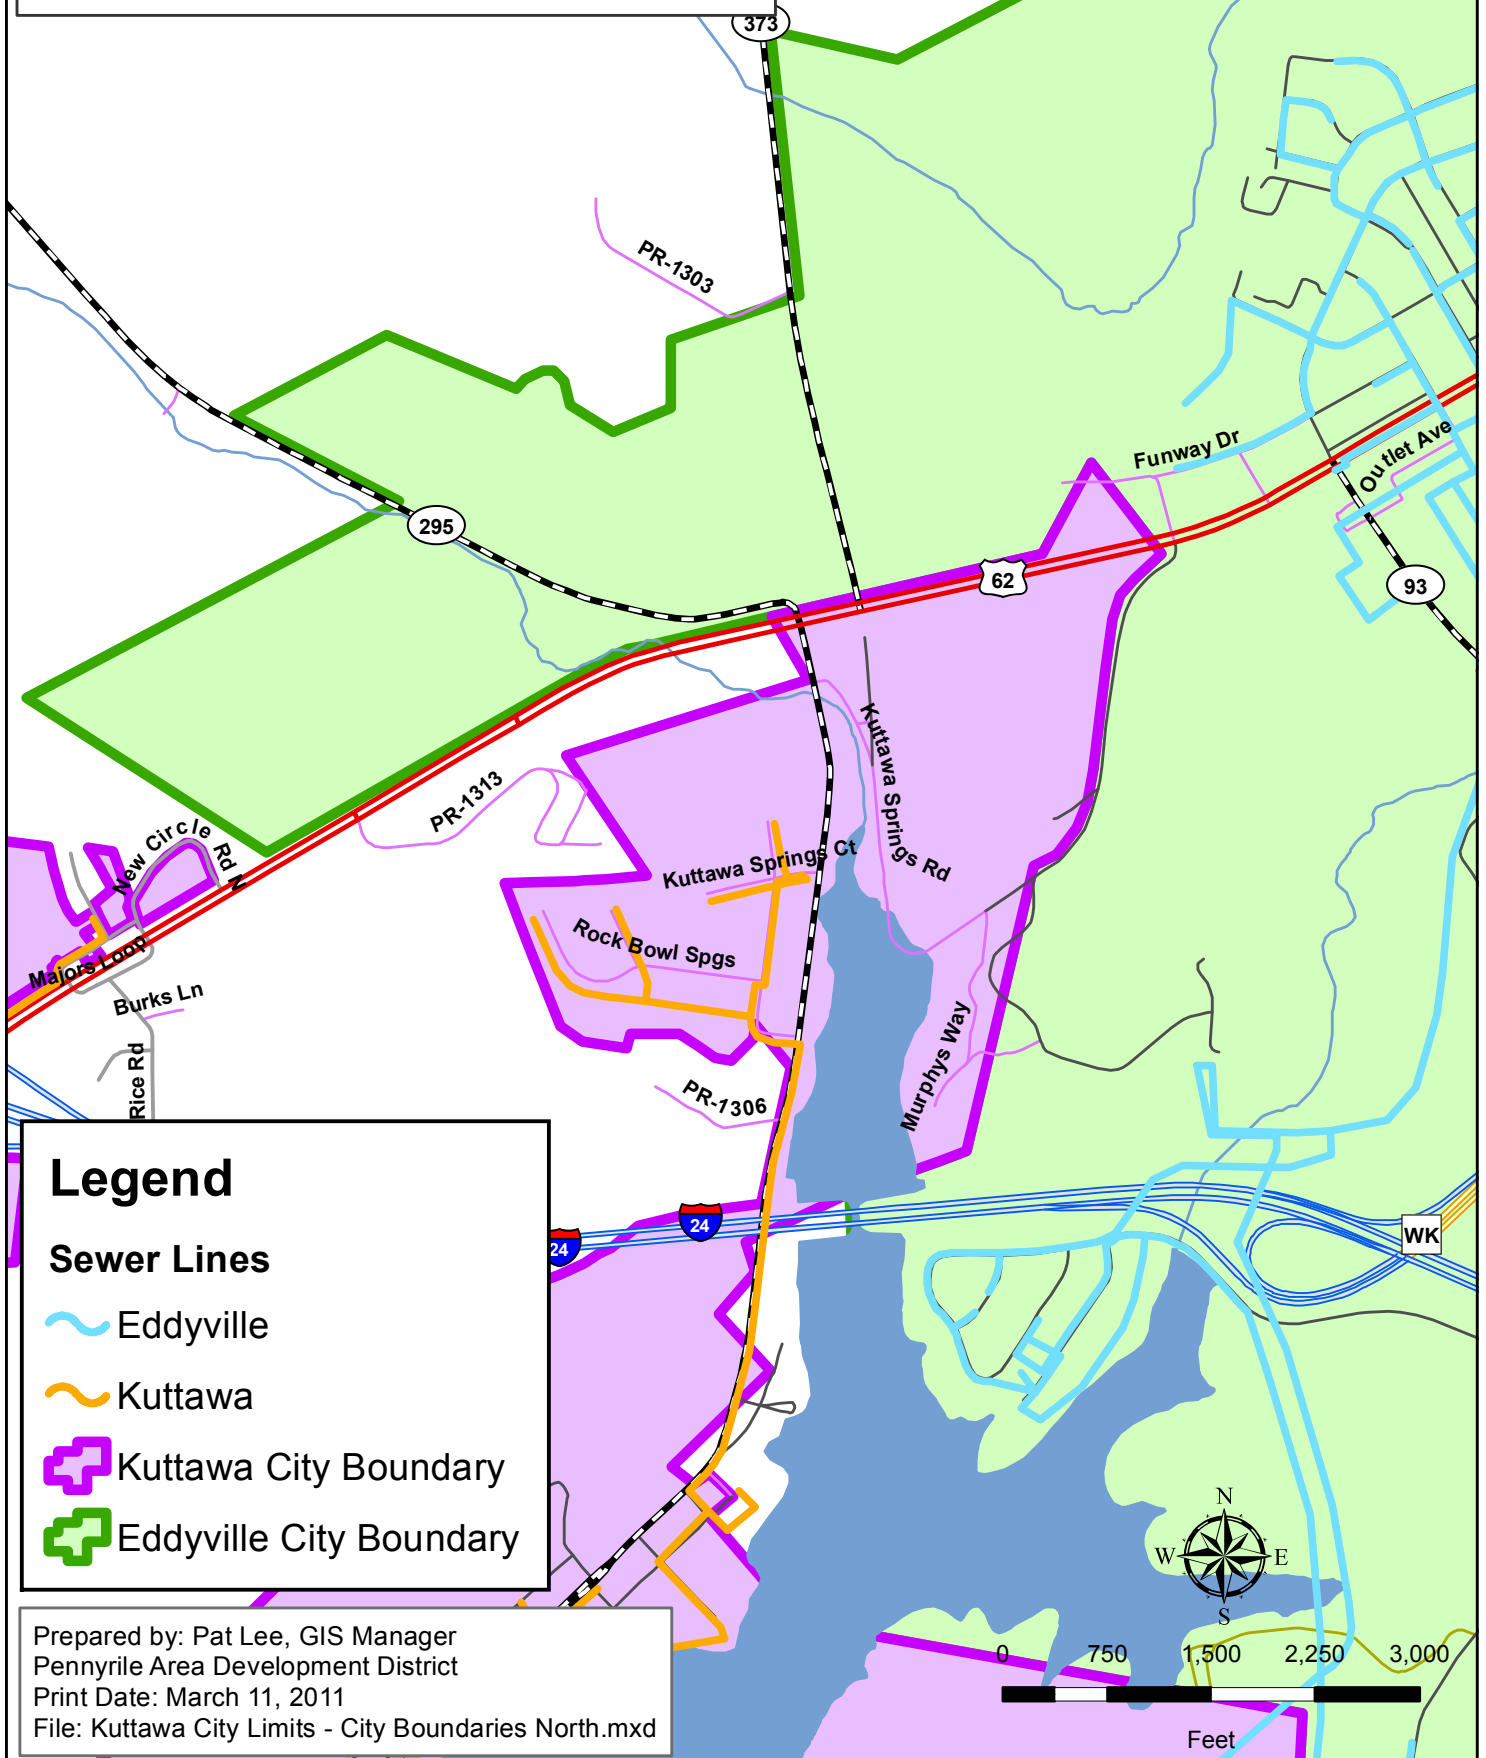 373
PR-1303
295
Funway Dr
Outlet Ave
62
93
PR-1313
Kuttawa Springs Rd
New Circle Rd N
Kuttawa Springs Ct
Rock Bowl Spgs
Majors Loop
Burks Ln
Rice Rd
PR-1306
Murphys Way
24
24
WK
Legend
Sewer Lines
Eddyville
Kuttawa
Kuttawa City Boundary
Eddyville City Boundary
N
W E
S
0 750 1,500 2,250 3,000
Feet
Prepared by: Pat Lee, GIS Manager
Pennyrile Area Development District
Print Date: March 11, 2011
File: Kuttawa City Limits - City Boundaries North.mxd